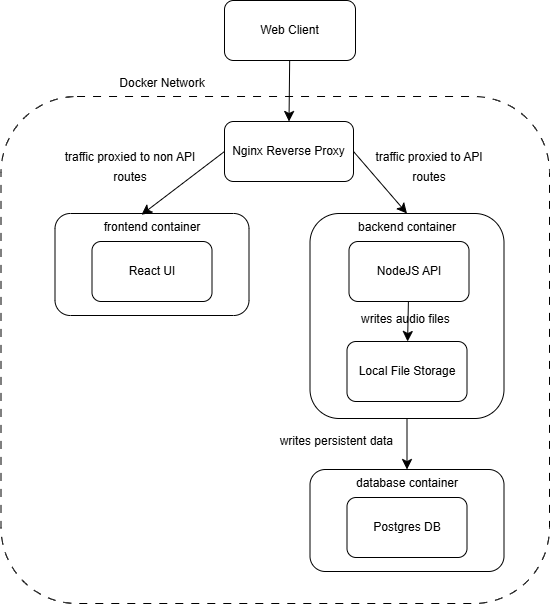 Web Client
Docker Network
Nginx Reverse Proxy
traffic proxied to non API
routes
traffic proxied to API
routes
frontend container
React UI
backend container
NodeJS API
writes audio files
Local File Storage
writes persistent data
database container
Postgres DB